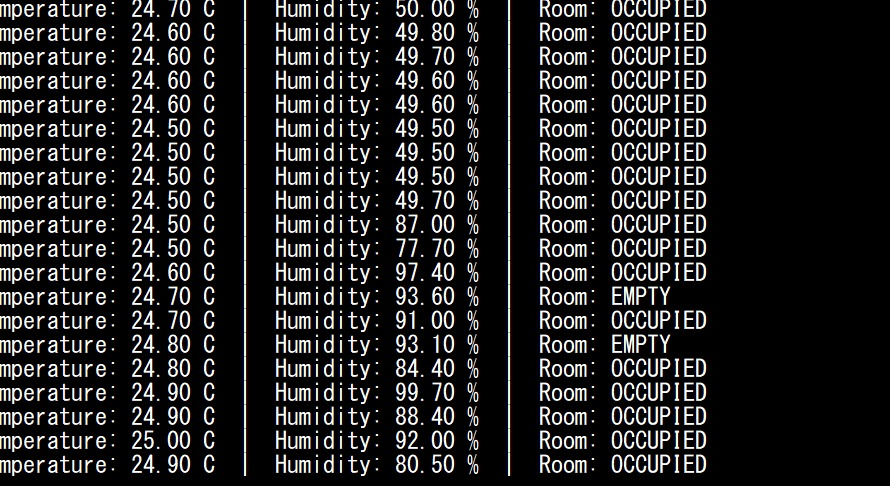 mperature: 24.70 C | Humidity: 50.00 % | Room: OCCUPIED
mperature: 24.60 C | Humidity: 49.80 % | Room: OCCUPIED
mperature: 24.60 C | Humidity: 49.70 % | Room: OCCUPIED
mperature: 24.60 C | Humidity: 49.60 % | Room: OCCUPIED
mperature: 24.60 C | Humidity: 49.60 % | Room: OCCUPIED
mperature: 24.50 C | Humidity: 49.50 % | Room: OCCUPIED
mperature: 24.50 C | Humidity: 49.50 % | Room: OCCUPIED
mperature: 24.50 C | Humidity: 49.50 % | Room: OCCUPIED
mperature: 24.50 C | Humidity: 49.70 % | Room: OCCUPIED
mperature: 24.50 C | Humidity: 87.00 % | Room: OCCUPIED
mperature: 24.50 C | Humidity: 77.70 % | Room: OCCUPIED
mperature: 24.60 C | Humidity: 97.40 % | Room: OCCUPIED
mperature: 24.70 C | Humidity: 93.60 % | Room: EMPTY
mperature: 24.70 C | Humidity: 91.00 % | Room: OCCUPIED
mperature: 24.80 C | Humidity: 93.10 % | Room: EMPTY
mperature: 24.80 C | Humidity: 84.40 % | Room: OCCUPIED
mperature: 24.90 C | Humidity: 99.70 % | Room: OCCUPIED
mperature: 24.90 C | Humidity: 88.40 % | Room: OCCUPIED
mperature: 25.00 C | Humidity: 92.00 % | Room: OCCUPIED
mperature: 24.90 C | Humidity: 80.50 % | Room: OCCUPIED